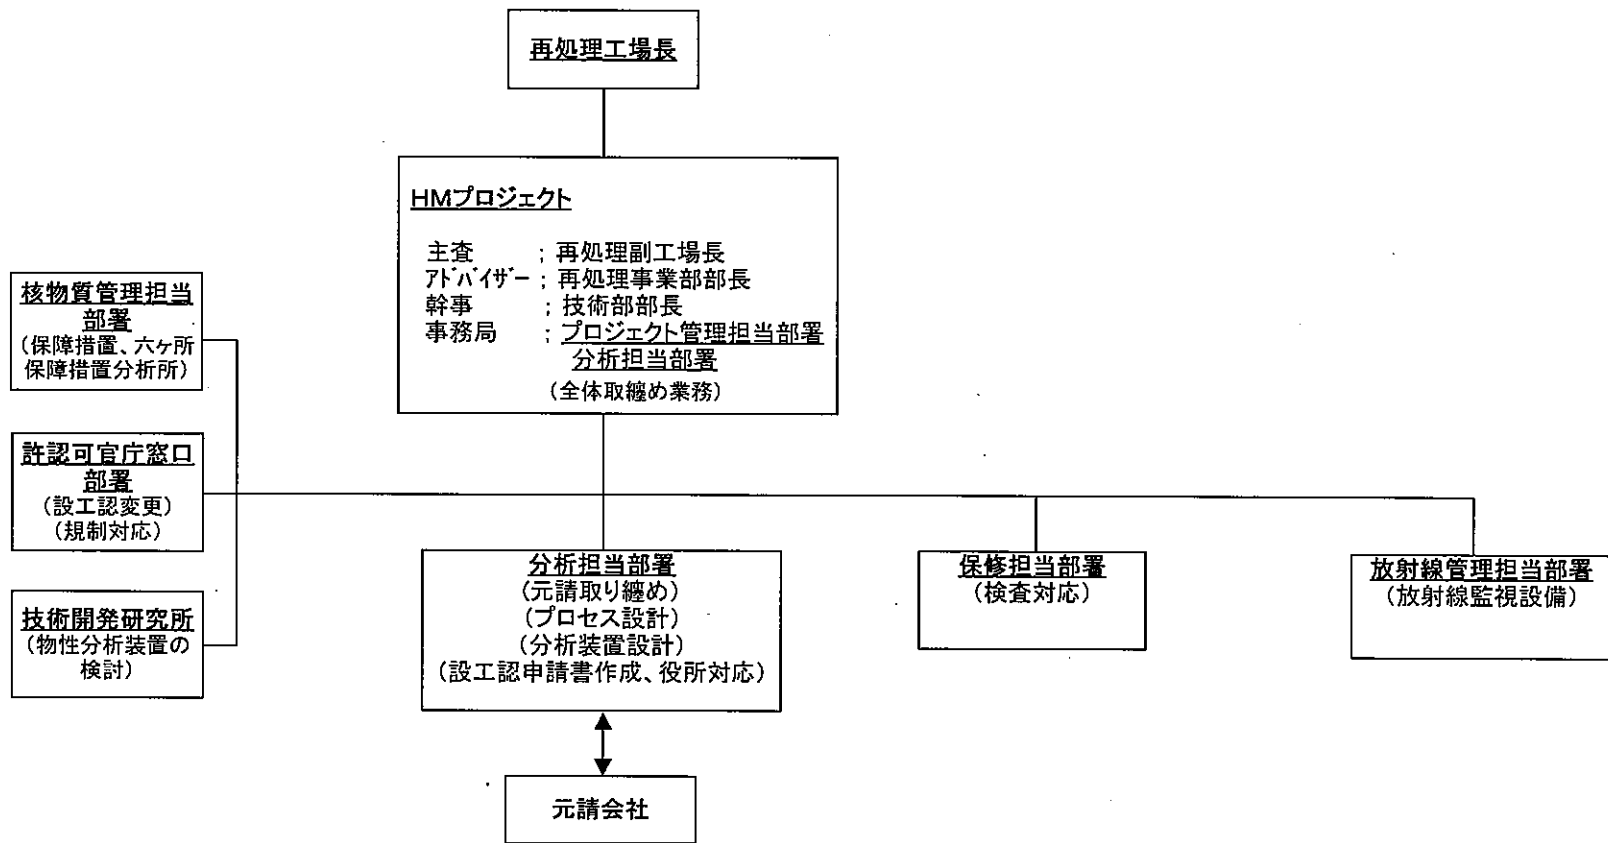 再処理工場長
HMプロジェクト
主査 ; 再処理副工場長
アドバイザー ; 再処理事業部部長
幹事 ; 技術部部長
事務局 ; プロジェクト管理担当部署
分析担当部署
(全体取纏め業務)
核物質管理担当
部署
(保障措置、六ヶ所
保障措置分析所)
許認可官庁窓口
部署
(設工認変更)
(規制対応)
技術開発研究所
(物性分析装置の
検討)
分析担当部署
(元請取り纏め)
(プロセス設計)
(分析装置設計)
(設工認申請書作成、役所対応)
保修担当部署
(検査対応)
放射線管理担当部署
(放射線監視設備)
元請会社